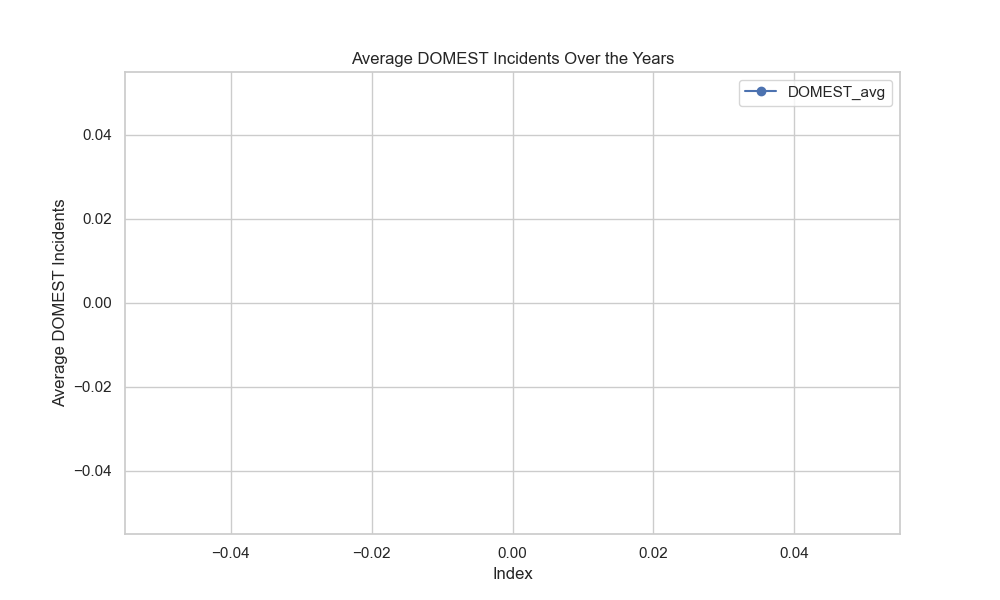 Average DOMEST Incidents Over the Years
DOMEST_avg
Average DOMEST Incidents
0.04
0.02
0.00
−0.02
−0.04
−0.04
−0.02
0.00
0.02
0.04
Index